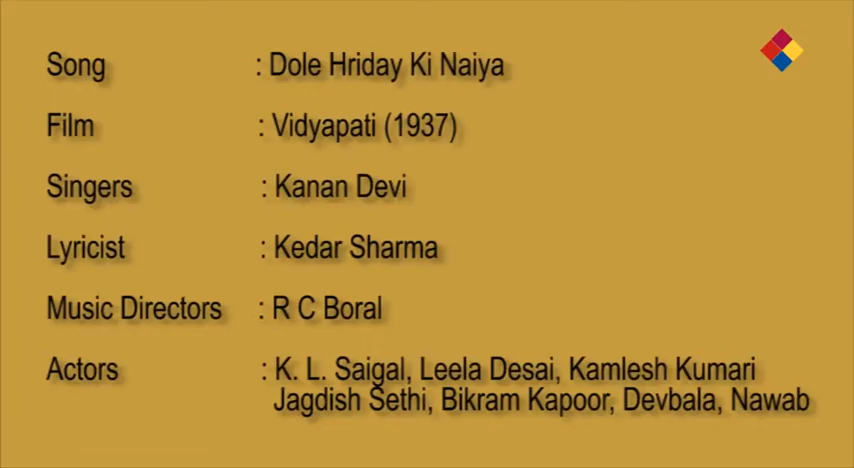 Song : Dole Hriday Ki Naiya
Film : Vidyapati (1937)
Singers : Kanan Devi
Lyricist : Kedar Sharma
Music Directors : R C Boral
Actors : K. L. Saigal, Leela Desai, Kamlesh Kumari
Jagdish Sethi, Bikram Kapoor, Devbala, Nawab